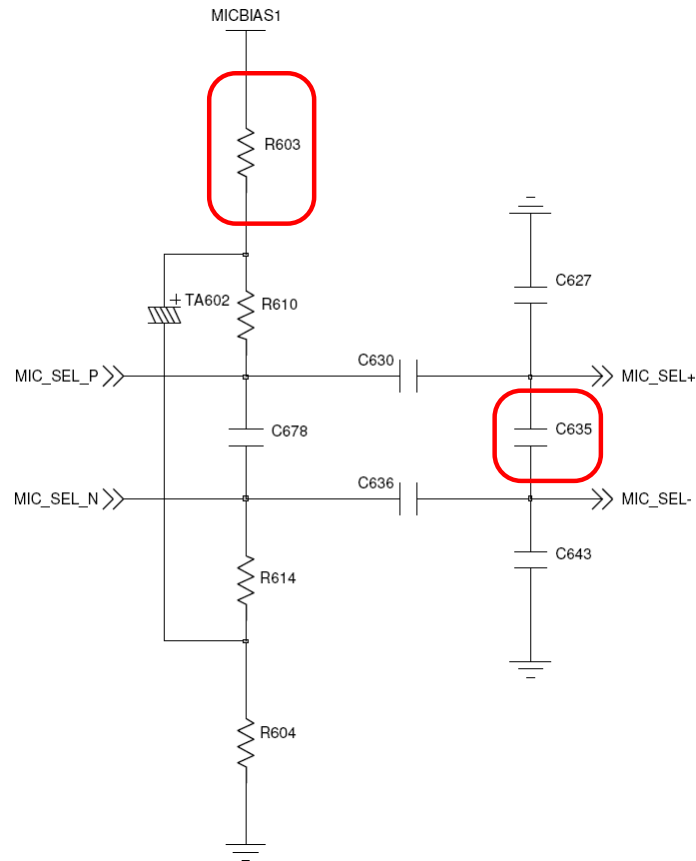 MICBIAS1
R603
C627
+ TA602
R610
C630
MIC_SEL_P
MIC_SEL+
C678
C635
C636
MIC_SEL_N
MIC_SEL-
C643
R614
R604